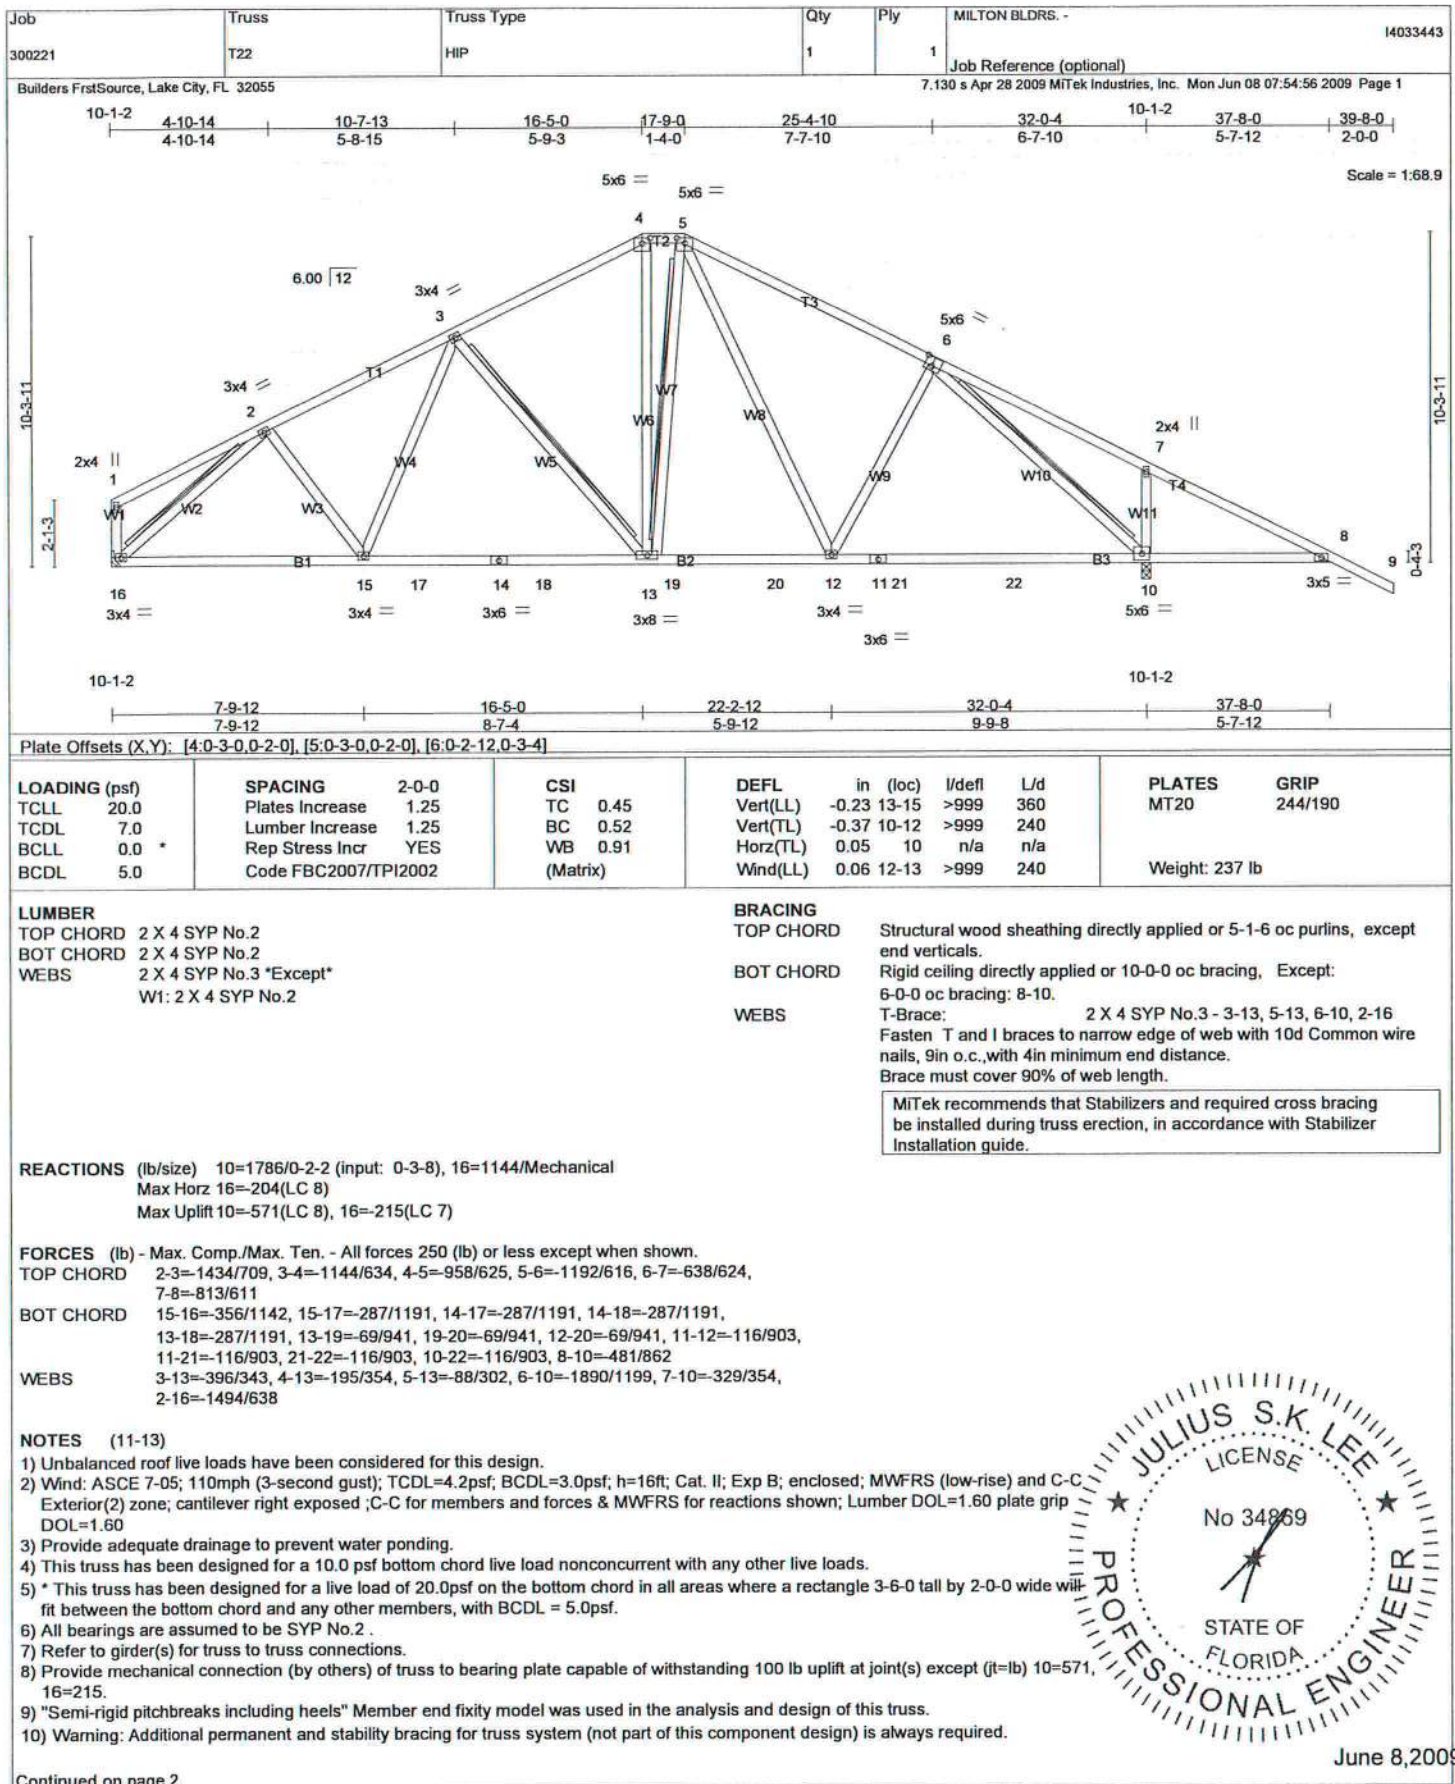 Job Truss Truss Type Qty Ply MILTON BLDRS. -
I4033443
300221 T22 HIP 1 1
Job Reference (optional)
Builders FrstSource, Lake City, FL 32055 7.130 s Apr 28 2009 MiTek Industries, Inc. Mon Jun 08 07:54:56 2009 Page 1
10-1-2 4-10-14 10-7-13 16-5-0 17-9-0 25-4-10 32-0-4 10-1-2 37-8-0 39-8-0
4-10-14 5-8-15 5-9-3 1-4-0 7-7-10 6-7-10 5-7-12 2-0-0
Scale = 1:68.9
5x6 = 5x6 =
4 5
T2
6.00 12
3x4
3
T3
5x6
6
T1
3x4
2
10-3-11
10-3-11
W7
W6
W8
2x4 ||
7
2x4 ||
1
W4 W5 W9 W10
T4
W1 W2 W3 W11
2-1-3
B1 B2 B3
8
9
0-4-3
16 15 17 14 18 13 19 20 12 11 21 22 10
3x5 =
3x4 = 3x4 = 3x6 = 3x8 = 3x4 = 5x6 =
3x6 =
10-1-2 10-1-2
7-9-12 16-5-0 22-2-12 32-0-4 37-8-0
7-9-12 8-7-4 5-9-12 9-9-8 5-7-12
Plate Offsets (X,Y): [4:0-3-0,0-2-0], [5:0-3-0,0-2-0], [6:0-2-12,0-3-4]
LOADING (psf) SPACING 2-0-0 CSI DEFL in (loc) l/defl L/d PLATES GRIP
TCLL 20.0 Plates Increase 1.25 TC 0.45 Vert(LL) -0.23 13-15 >999 360 MT20 244/190
TCDL 7.0 Lumber Increase 1.25 BC 0.52 Vert(TL) -0.37 10-12 >999 240
BCLL 0.0 * Rep Stress Incr YES WB 0.91 Horz(TL) 0.05 10 n/a n/a
BCDL 5.0 Code FBC2007/TPI2002 (Matrix) Wind(LL) 0.06 12-13 >999 240 Weight: 237 lb
LUMBER
TOP CHORD 2 X 4 SYP No.2
BOT CHORD 2 X 4 SYP No.2
WEBS 2 X 4 SYP No.3 *Except*
W1: 2 X 4 SYP No.2
BRACING
TOP CHORD Structural wood sheathing directly applied or 5-1-6 oc purlins, except
end verticals.
BOT CHORD Rigid ceiling directly applied or 10-0-0 oc bracing, Except:
6-0-0 oc bracing: 8-10.
WEBS T-Brace: 2 X 4 SYP No.3 - 3-13, 5-13, 6-10, 2-16
Fasten T and I braces to narrow edge of web with 10d Common wire
nails, 9in o.c.,with 4in minimum end distance.
Brace must cover 90% of web length.
MiTek recommends that Stabilizers and required cross bracing
be installed during truss erection, in accordance with Stabilizer
Installation guide.
REACTIONS (lb/size) 10=1786/0-2-2 (input: 0-3-8), 16=1144/Mechanical
Max Horz 16=-204(LC 8)
Max Uplift 10=-571(LC 8), 16=-215(LC 7)
FORCES (lb) - Max. Comp./Max. Ten. - All forces 250 (lb) or less except when shown.
TOP CHORD 2-3=-1434/709, 3-4=-1144/634, 4-5=-958/625, 5-6=-1192/616, 6-7=-638/624,
7-8=-813/611
BOT CHORD 15-16=-356/1142, 15-17=-287/1191, 14-17=-287/1191, 14-18=-287/1191,
13-18=-287/1191, 13-19=-69/941, 19-20=-69/941, 12-20=-69/941, 11-12=-116/903,
11-21=-116/903, 21-22=-116/903, 10-22=-116/903, 8-10=-481/862
WEBS 3-13=-396/343, 4-13=-195/354, 5-13=-88/302, 6-10=-1890/1199, 7-10=-329/354,
2-16=-1494/638
NOTES (11-13)
1) Unbalanced roof live loads have been considered for this design.
2) Wind: ASCE 7-05; 110mph (3-second gust); TCDL=4.2psf; BCDL=3.0psf; h=16ft; Cat. II; Exp B; enclosed; MWFRS (low-rise) and C-C
Exterior(2) zone; cantilever right exposed ;C-C for members and forces & MWFRS for reactions shown; Lumber DOL=1.60 plate grip
DOL=1.60
3) Provide adequate drainage to prevent water ponding.
4) This truss has been designed for a 10.0 psf bottom chord live load nonconcurrent with any other live loads.
5) * This truss has been designed for a live load of 20.0psf on the bottom chord in all areas where a rectangle 3-6-0 tall by 2-0-0 wide will
fit between the bottom chord and any other members, with BCDL = 5.0psf.
6) All bearings are assumed to be SYP No.2 .
7) Refer to girder(s) for truss to truss connections.
8) Provide mechanical connection (by others) of truss to bearing plate capable of withstanding 100 lb uplift at joint(s) except (jt=lb) 10=571,
16=215.
9) "Semi-rigid pitchbreaks including heels" Member end fixity model was used in the analysis and design of this truss.
10) Warning: Additional permanent and stability bracing for truss system (not part of this component design) is always required.
JULIUS S.K. LEE
LICENSE
No 34869
STATE OF
FLORIDA
PROFESSIONAL ENGINEER
June 8,2009
Continued on page 2